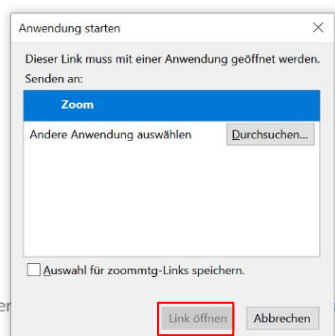 Anwendung starten
Dieser Link muss mit einer Anwendung geöffnet werden.
Senden an:
Zoom
Andere Anwendung auswählen Durchsuchen...
Auswahl für zoommtg-Links speichern.
er
Link öffnen Abbrechen